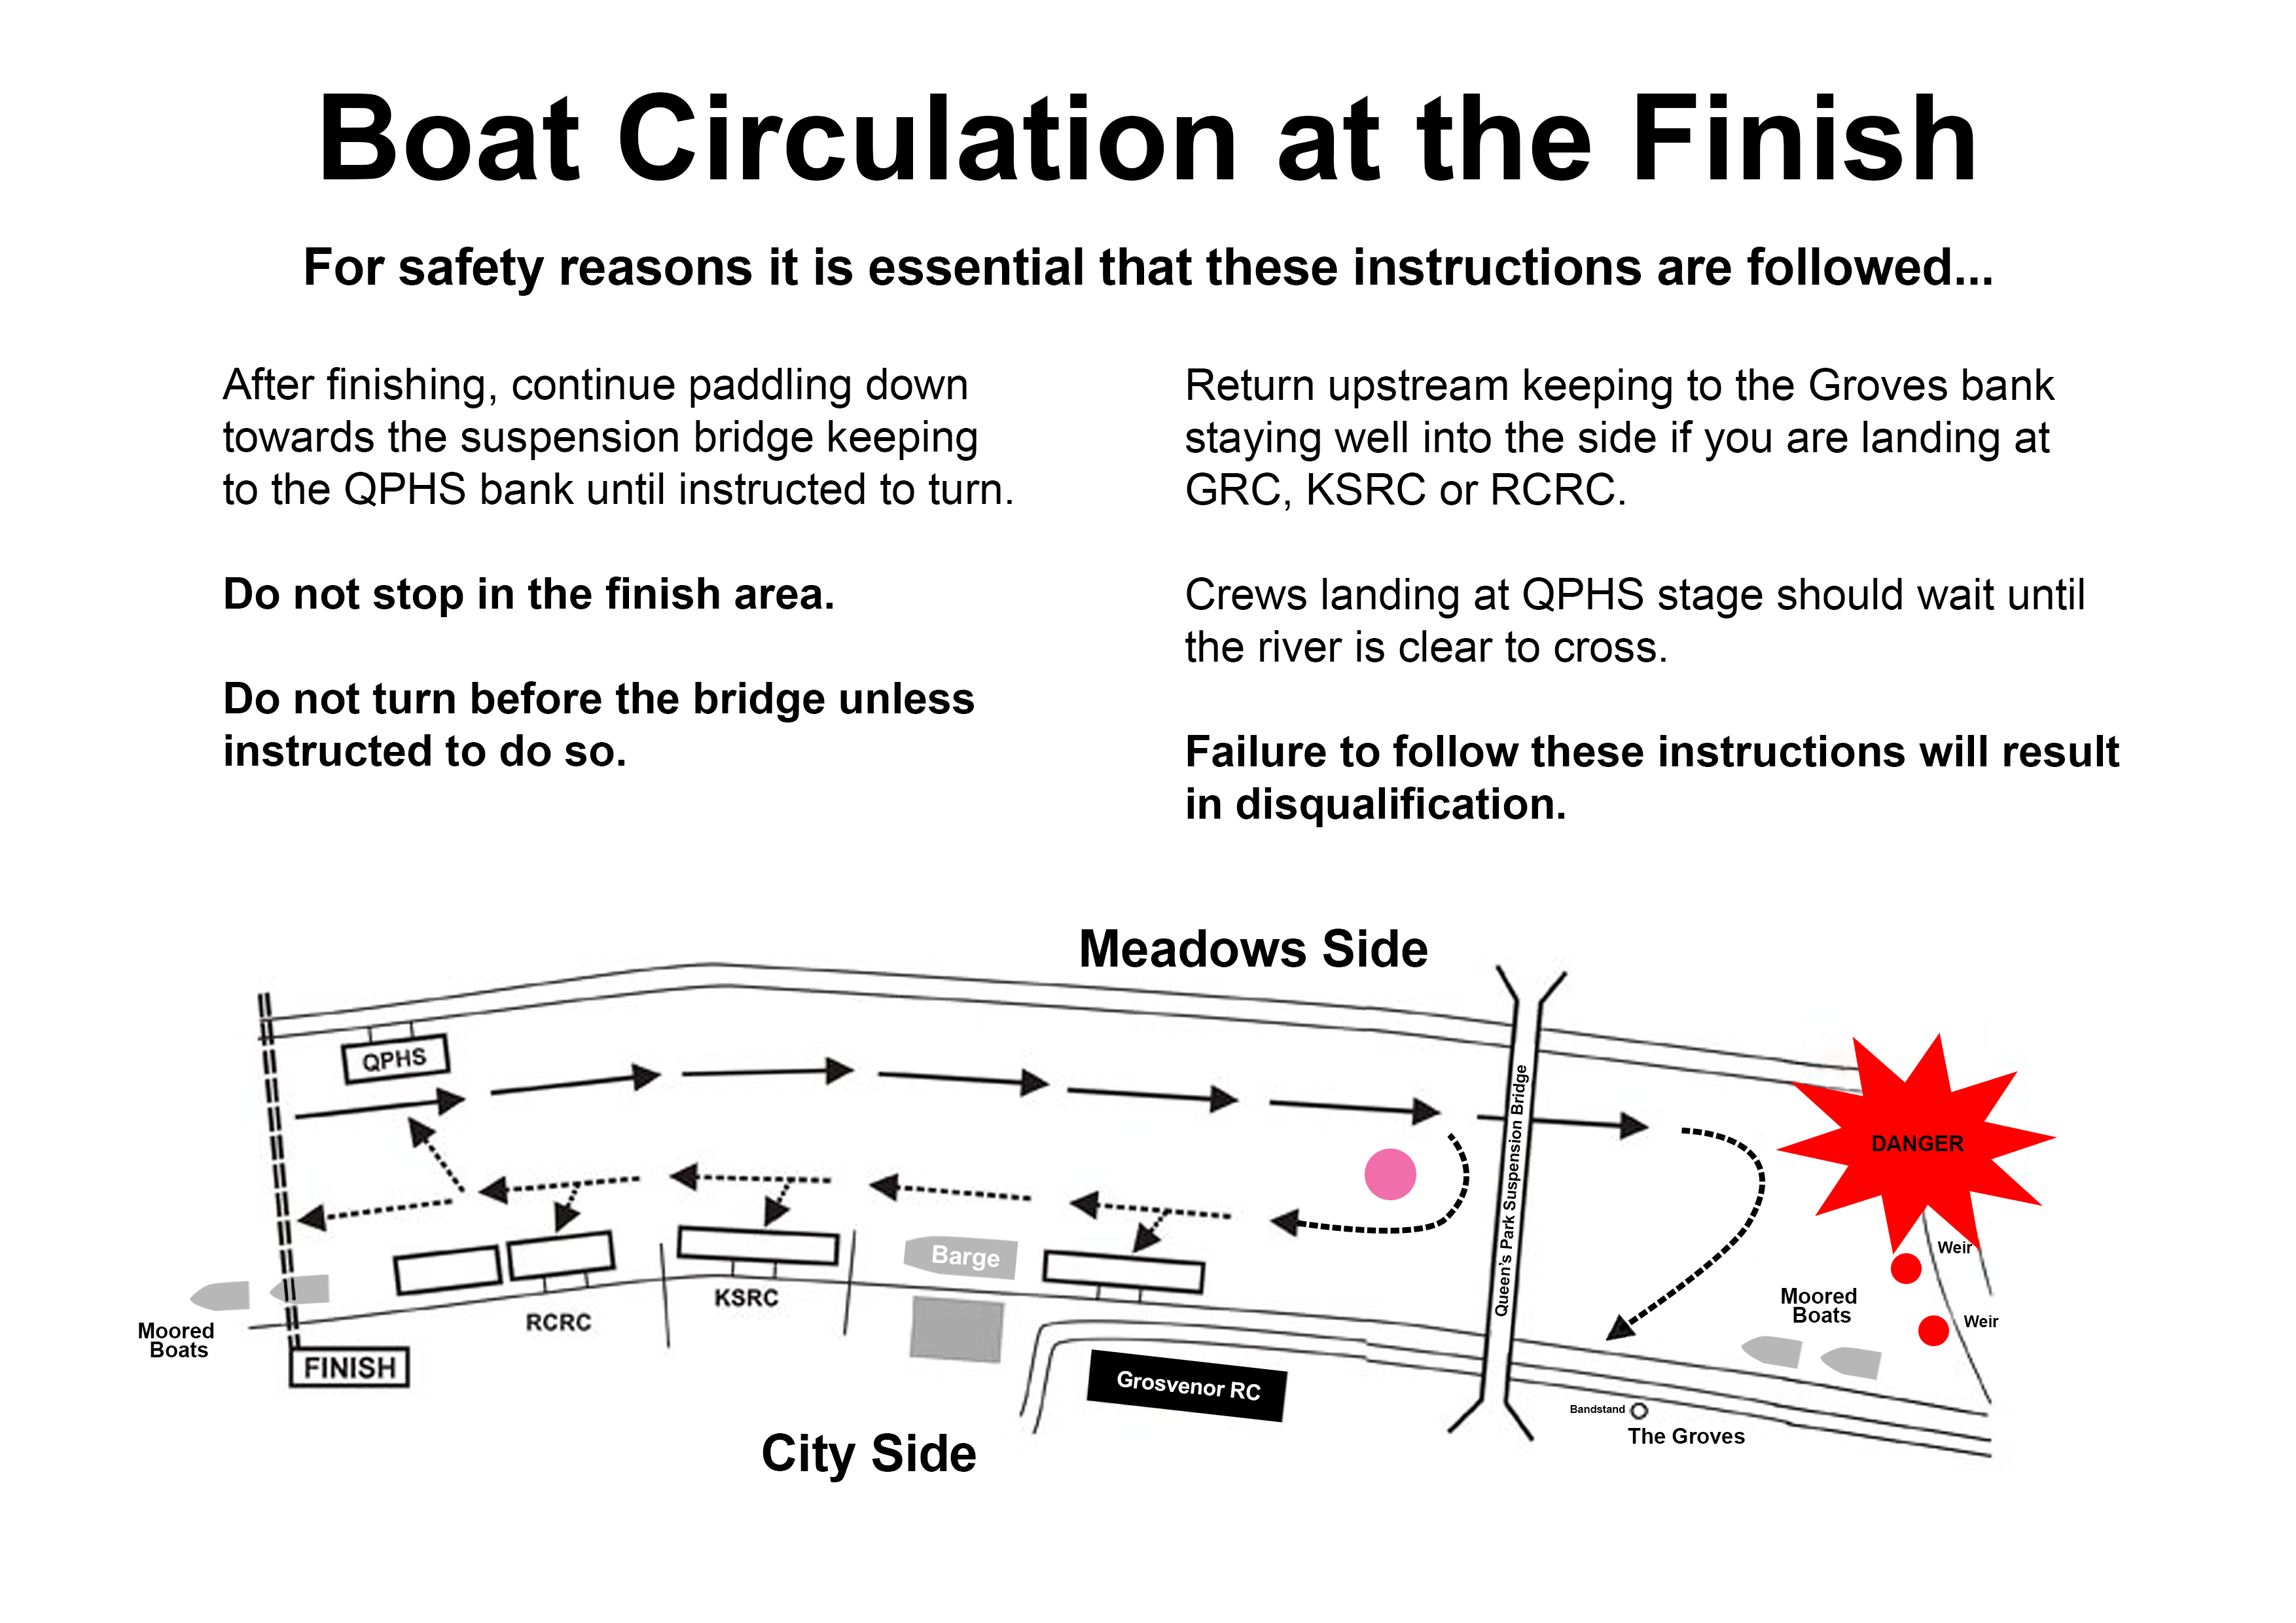 Boat Circulation at the Finish
For safety reasons it is essential that these instructions are followed...
After finishing, continue paddling down
towards the suspension bridge keeping
to the QPHS bank until instructed to turn.
Do not stop in the finish area.
Do not turn before the bridge unless
instructed to do so.
Return upstream keeping to the Groves bank
staying well into the side if you are landing at
GRC, KSRC or RCRC.
Crews landing at QPHS stage should wait until
the river is clear to cross.
Failure to follow these instructions will result
in disqualification.
Meadows Side
QPHS
Queen's Park Suspension Bridge
DANGER
Weir
Weir
Barge
Moored
Boats
KSRC
RCRC
Moored
Boats
FINISH
Grosvenor RC
Bandstand
The Groves
City Side